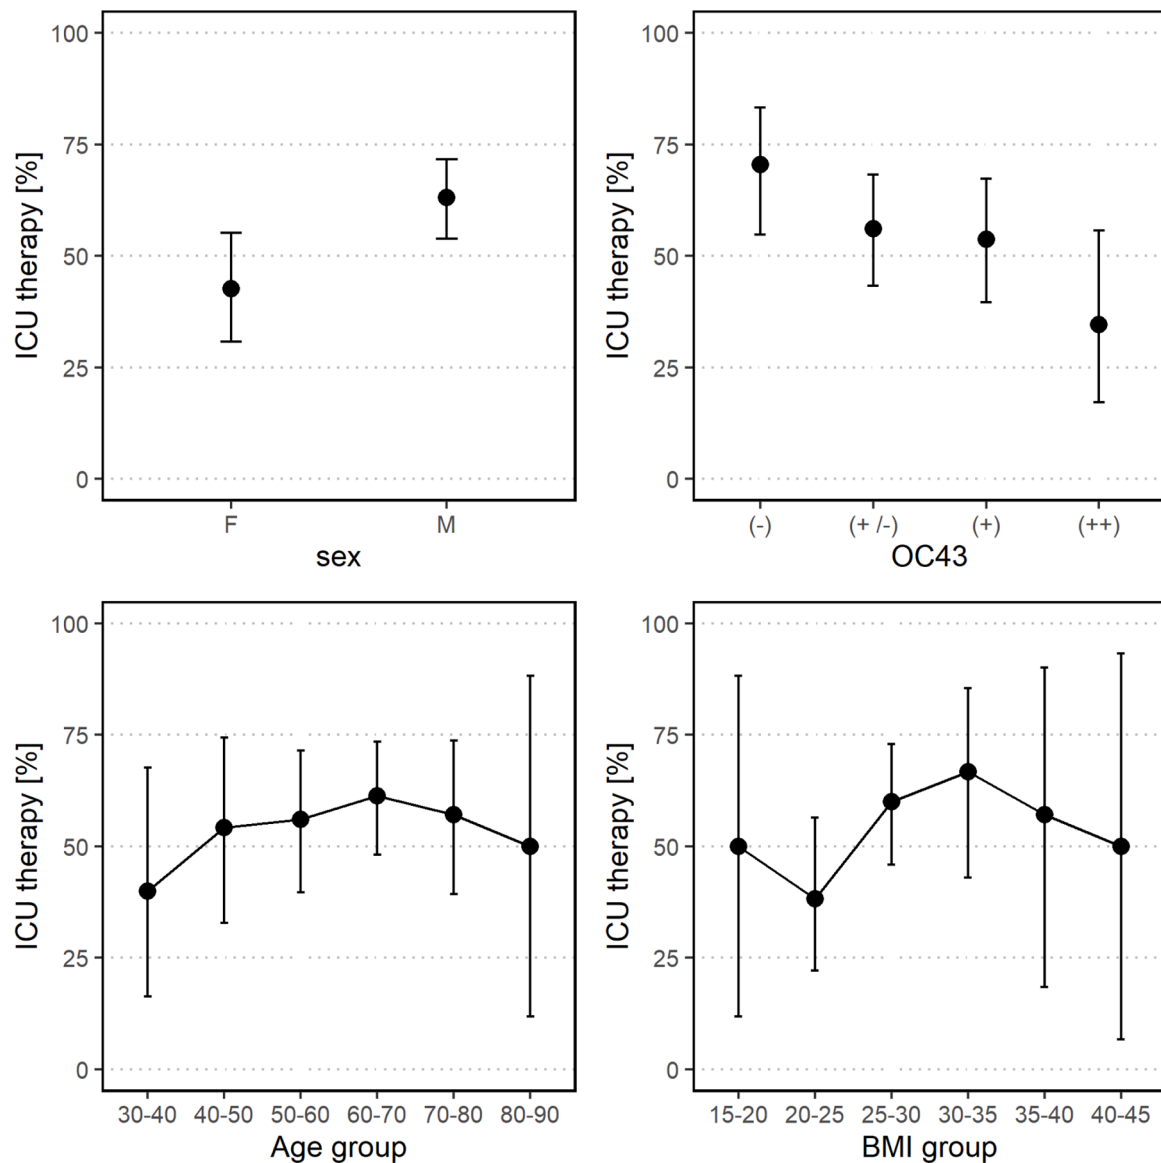 ICU therapy [%]
100
75
50
25
0
F M
sex
ICU therapy [%]
100
75
50
25
0
(-) (+ /-) (+) (++)
OC43
ICU therapy [%]
100
75
50
25
0
30-40 40-50 50-60 60-70 70-80 80-90
Age group
ICU therapy [%]
100
75
50
25
0
15-20 20-25 25-30 30-35 35-40 40-45
BMI group